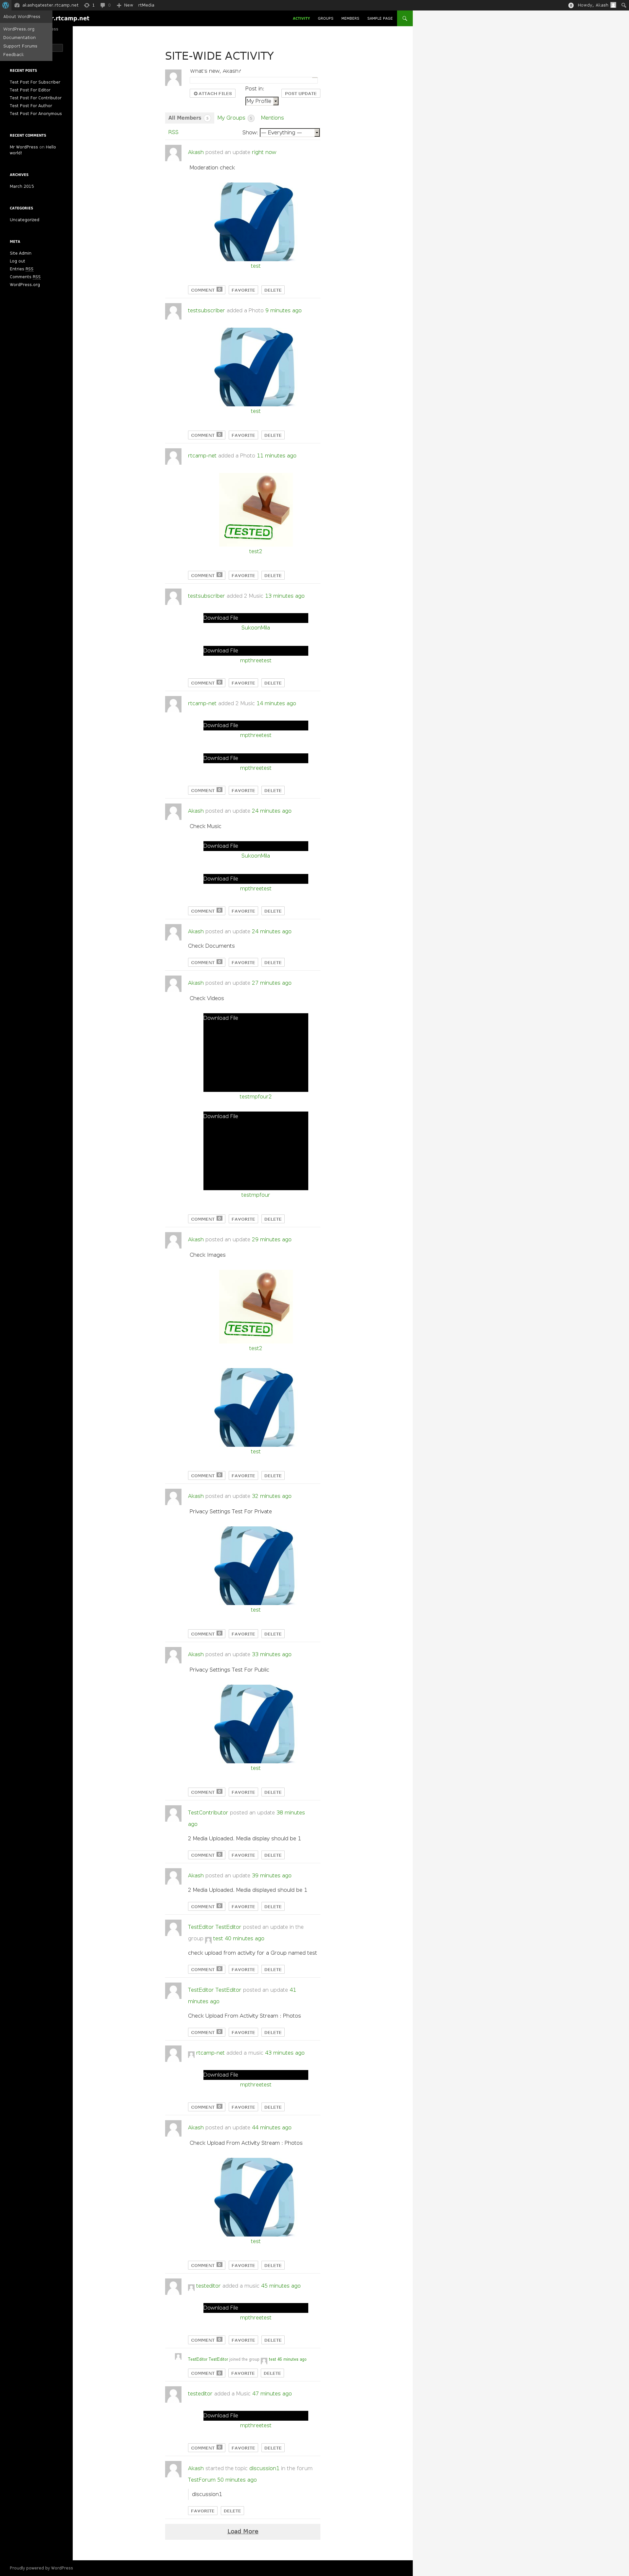 About WordPress
WordPress.org
Documentation
Support Forums
Feedback
akashqatester.rtcamp.net
1
0
New
rtMedia
Howdy, Akash
r.rtcamp.net
ACTIVITY
GROUPS
MEMBERS
SAMPLE PAGE
RECENT POSTS
Test Post For Subscriber
Test Post For Editor
Test Post For Contributor
Test Post For Author
Test Post For Anonymous
RECENT COMMENTS
Mr WordPress on Hello
world!
ARCHIVES
March 2015
CATEGORIES
Uncategorized
META
Site Admin
Log out
Entries RSS
Comments RSS
WordPress.org
SITE-WIDE ACTIVITY
What's new, Akash?
ATTACH FILES
Post in:
My Profile
POST UPDATE
All Members
My Groups
Mentions
RSS
Show: — Everything —
Akash posted an update right now
Moderation check
test
COMMENT 0 FAVORITE DELETE
testsubscriber added a Photo 9 minutes ago
test
COMMENT 0 FAVORITE DELETE
rtcamp-net added a Photo 11 minutes ago
TESTED
test2
COMMENT 0 FAVORITE DELETE
testsubscriber added 2 Music 13 minutes ago
Download File
SukoonMila
Download File
mpthreetest
COMMENT 0 FAVORITE DELETE
rtcamp-net added 2 Music 14 minutes ago
Download File
mpthreetest
Download File
mpthreetest
COMMENT 0 FAVORITE DELETE
Akash posted an update 24 minutes ago
Check Music
Download File
SukoonMila
Download File
mpthreetest
COMMENT 0 FAVORITE DELETE
Akash posted an update 24 minutes ago
Check Documents
COMMENT 0 FAVORITE DELETE
Akash posted an update 27 minutes ago
Check Videos
Download File
testmpfour2
Download File
testmpfour
COMMENT 0 FAVORITE DELETE
Akash posted an update 29 minutes ago
Check Images
TESTED
test2
test
COMMENT 0 FAVORITE DELETE
Akash posted an update 32 minutes ago
Privacy Settings Test For Private
test
COMMENT 0 FAVORITE DELETE
Akash posted an update 33 minutes ago
Privacy Settings Test For Public
test
COMMENT 0 FAVORITE DELETE
TestContributor posted an update 38 minutes
ago
2 Media Uploaded. Media display should be 1
COMMENT 0 FAVORITE DELETE
Akash posted an update 39 minutes ago
2 Media Uploaded. Media displayed should be 1
COMMENT 0 FAVORITE DELETE
TestEditor TestEditor posted an update in the
group test 40 minutes ago
check upload from activity for a Group named test
COMMENT 0 FAVORITE DELETE
TestEditor TestEditor posted an update 41
minutes ago
Check Upload From Activity Stream : Photos
COMMENT 0 FAVORITE DELETE
rtcamp-net added a music 43 minutes ago
Download File
mpthreetest
COMMENT 0 FAVORITE DELETE
Akash posted an update 44 minutes ago
Check Upload From Activity Stream : Photos
test
COMMENT 0 FAVORITE DELETE
testeditor added a music 45 minutes ago
Download File
mpthreetest
COMMENT 0 FAVORITE DELETE
TestEditor TestEditor joined the group test 46 minutes ago
COMMENT 0 FAVORITE DELETE
testeditor added a Music 47 minutes ago
Download File
mpthreetest
COMMENT 0 FAVORITE DELETE
Akash started the topic discussion1 in the forum
TestForum 50 minutes ago
discussion1
FAVORITE DELETE
Load More
Proudly powered by WordPress